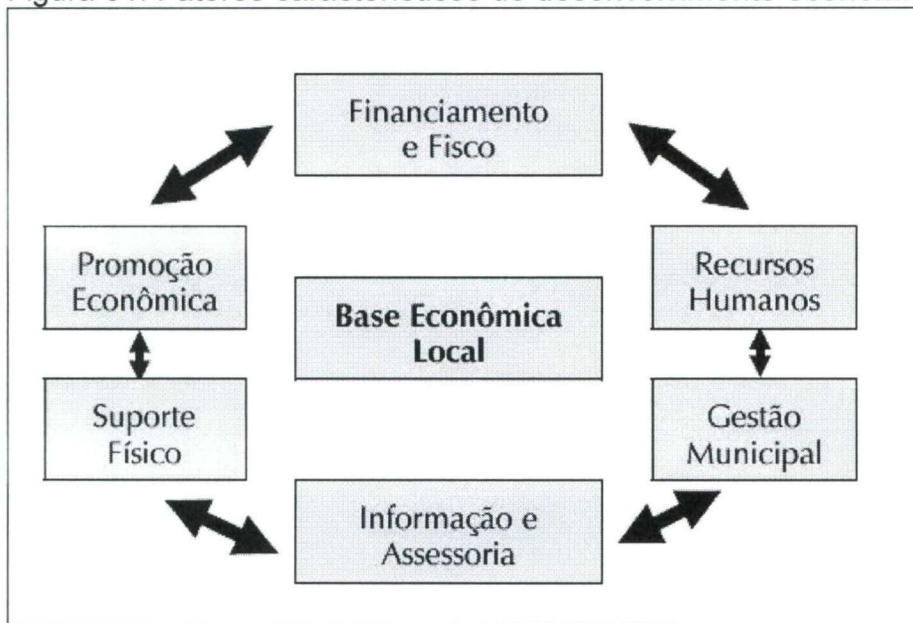 Financiamento
e Fisco
Promoção
Econômica
Recursos
Humanos
Base Econômica
Local
Suporte
Físico
Gestão
Municipal
Informação e
Assessoria